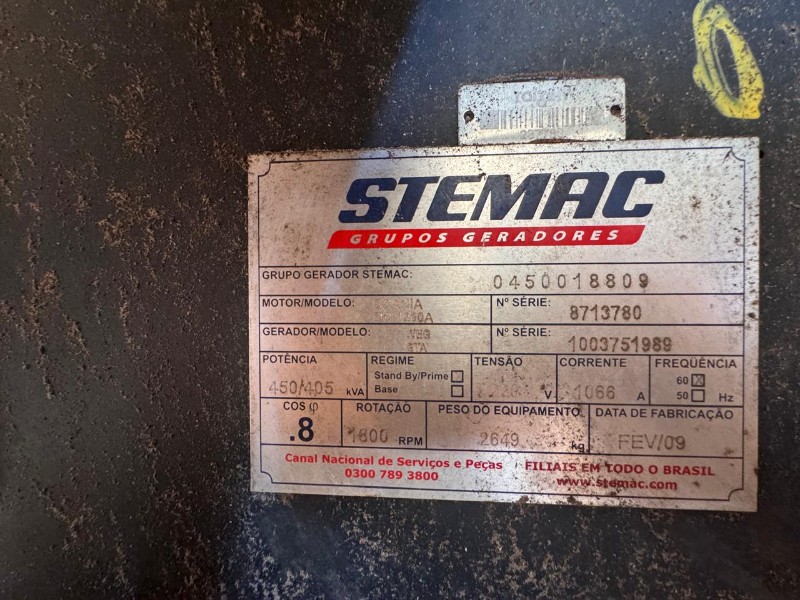 STEMAC
GRUPOS GERADORES
GRUPO GERADOR STEMAC: 0450018809
MOTOR/MODELO: Nº SÉRIE: 8713780
GERADOR/MODELO: GTA Nº SÉRIE: 1003751989
POTÊNCIA REGIME TENSÃO CORRENTE FREQÜÊNCIA
450/405 kVA Stand By/Prime Base V 1066 A 60 50 Hz
COS φ ROTAÇÃO PESO DO EQUIPAMENTO DATA DE FABRICAÇÃO
.8 1800 RPM 2649 kg FEV/09
Canal Nacional de Serviços e Peças FILIAIS EM TODO O BRASIL
0300 789 3800 www.stemac.com